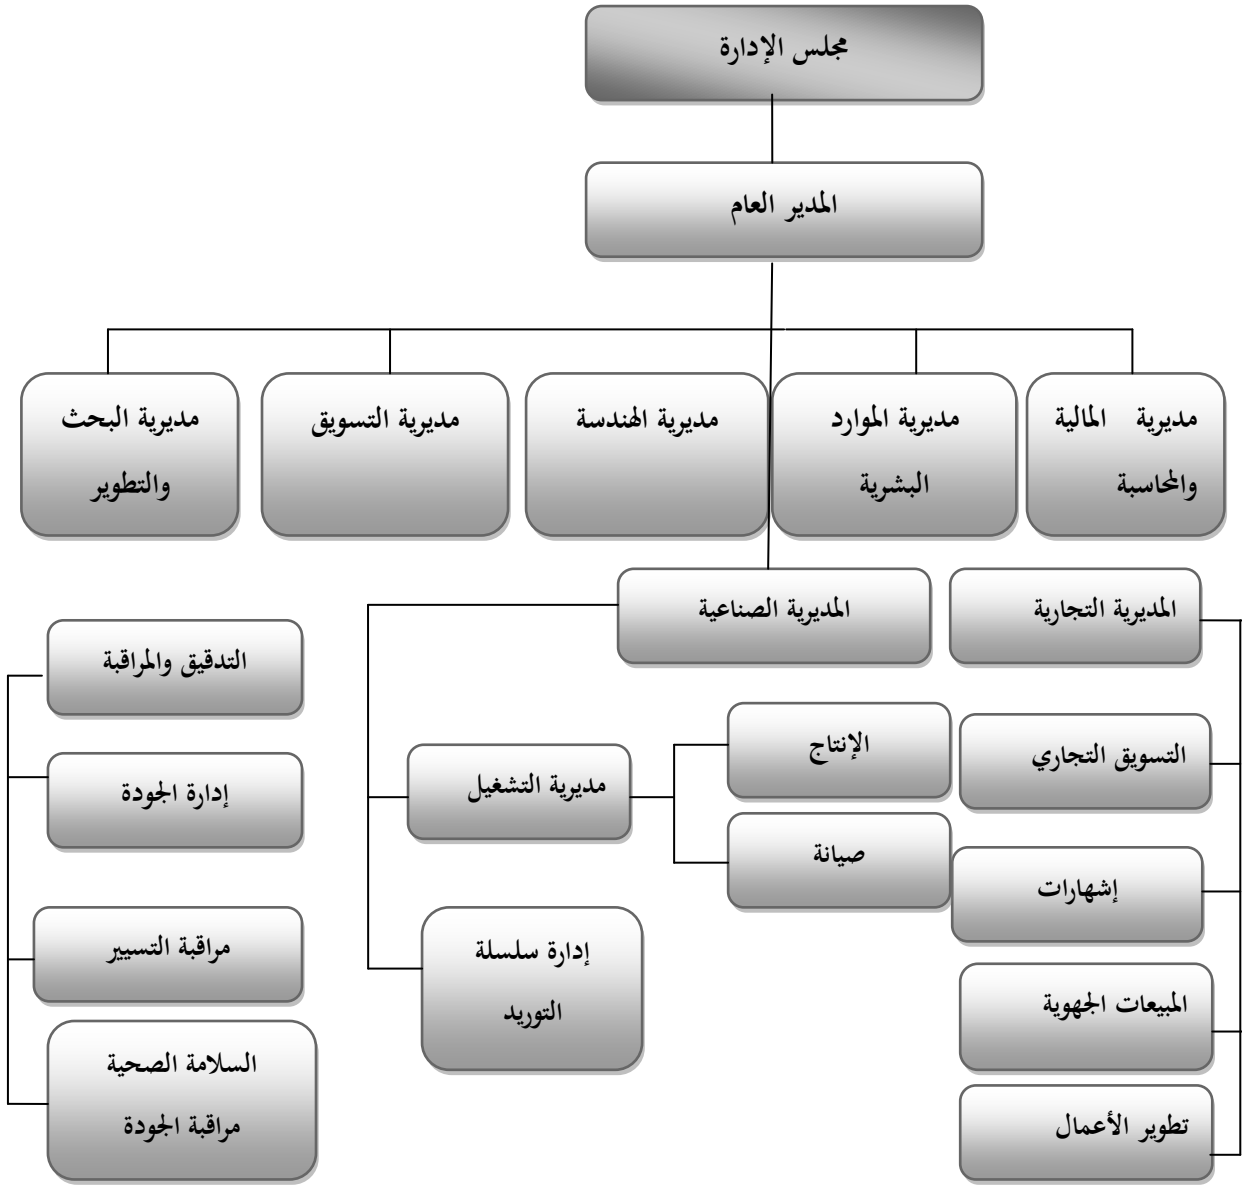 مجلس الإدارة
المدير العام
مديرية المالية
والمحاسبة
مديرية الموارد
البشرية
مديرية الهندسة
مديرية التسويق
مديرية البحث
والتطوير
المديرية التجارية
المديرية الصناعية
التدقيق والمراقبة
التسويق التجاري
الإنتاج
مديرية التشغيل
إدارة الجودة
صيانة
إشهارات
إدارة سلسلة
التوريد
مراقبة التسيير
المبيعات الجهوية
السلامة الصحية
مراقبة الجودة
تطوير الأعمال